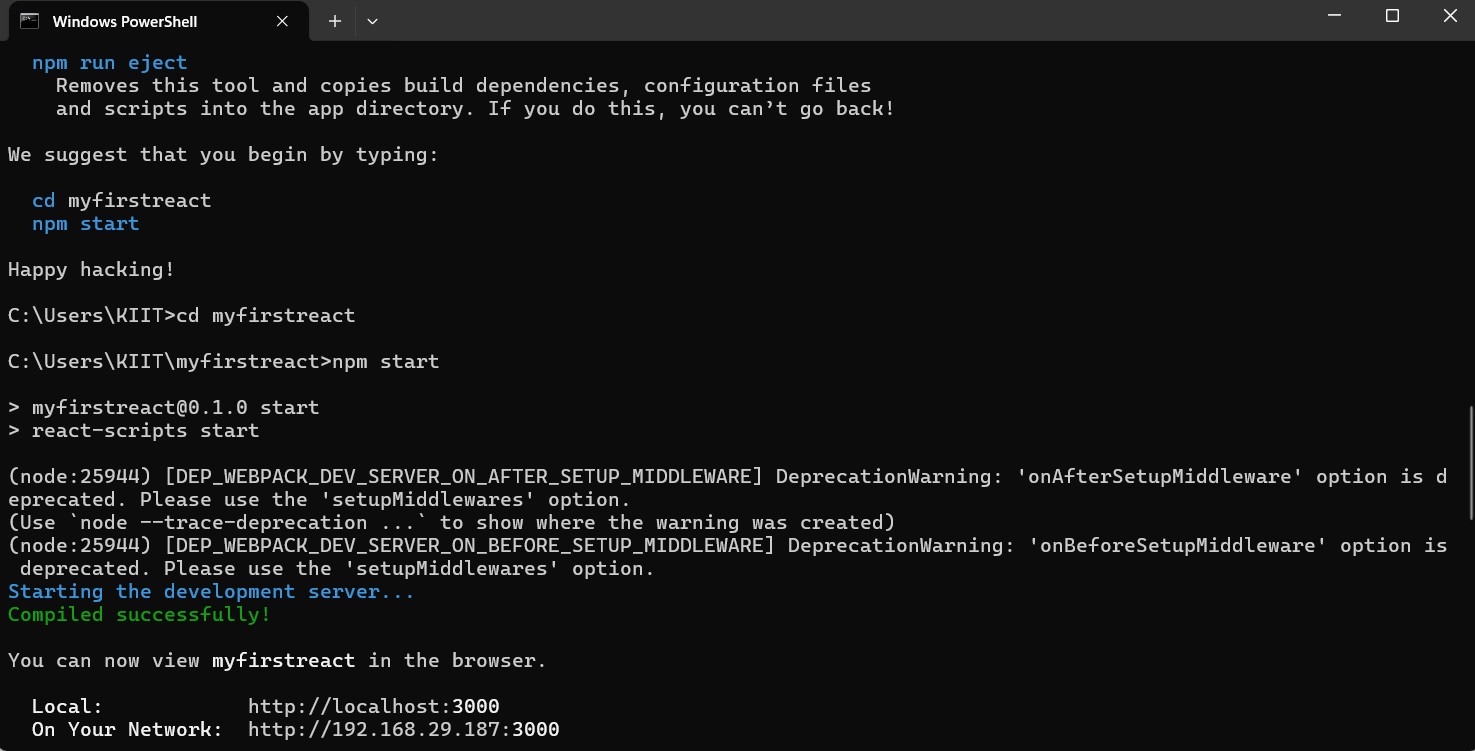 Windows PowerShell
npm run eject
Removes this tool and copies build dependencies, configuration files
and scripts into the app directory. If you do this, you can’t go back!
We suggest that you begin by typing:
cd myfirstreact
npm start
Happy hacking!
C:\Users\KIIT>cd myfirstreact
C:\Users\KIIT\myfirstreact>npm start
> myfirstreact@0.1.0 start
> react-scripts start
(node:25944) [DEP_WEBPACK_DEV_SERVER_ON_AFTER_SETUP_MIDDLEWARE] DeprecationWarning: 'onAfterSetupMiddleware' option is d
eprecated. Please use the 'setupMiddlewares' option.
(Use `node --trace-deprecation ...` to show where the warning was created)
(node:25944) [DEP_WEBPACK_DEV_SERVER_ON_BEFORE_SETUP_MIDDLEWARE] DeprecationWarning: 'onBeforeSetupMiddleware' option is
deprecated. Please use the 'setupMiddlewares' option.
Starting the development server...
Compiled successfully!
You can now view myfirstreact in the browser.
Local: http://localhost:3000
On Your Network: http://192.168.29.187:3000